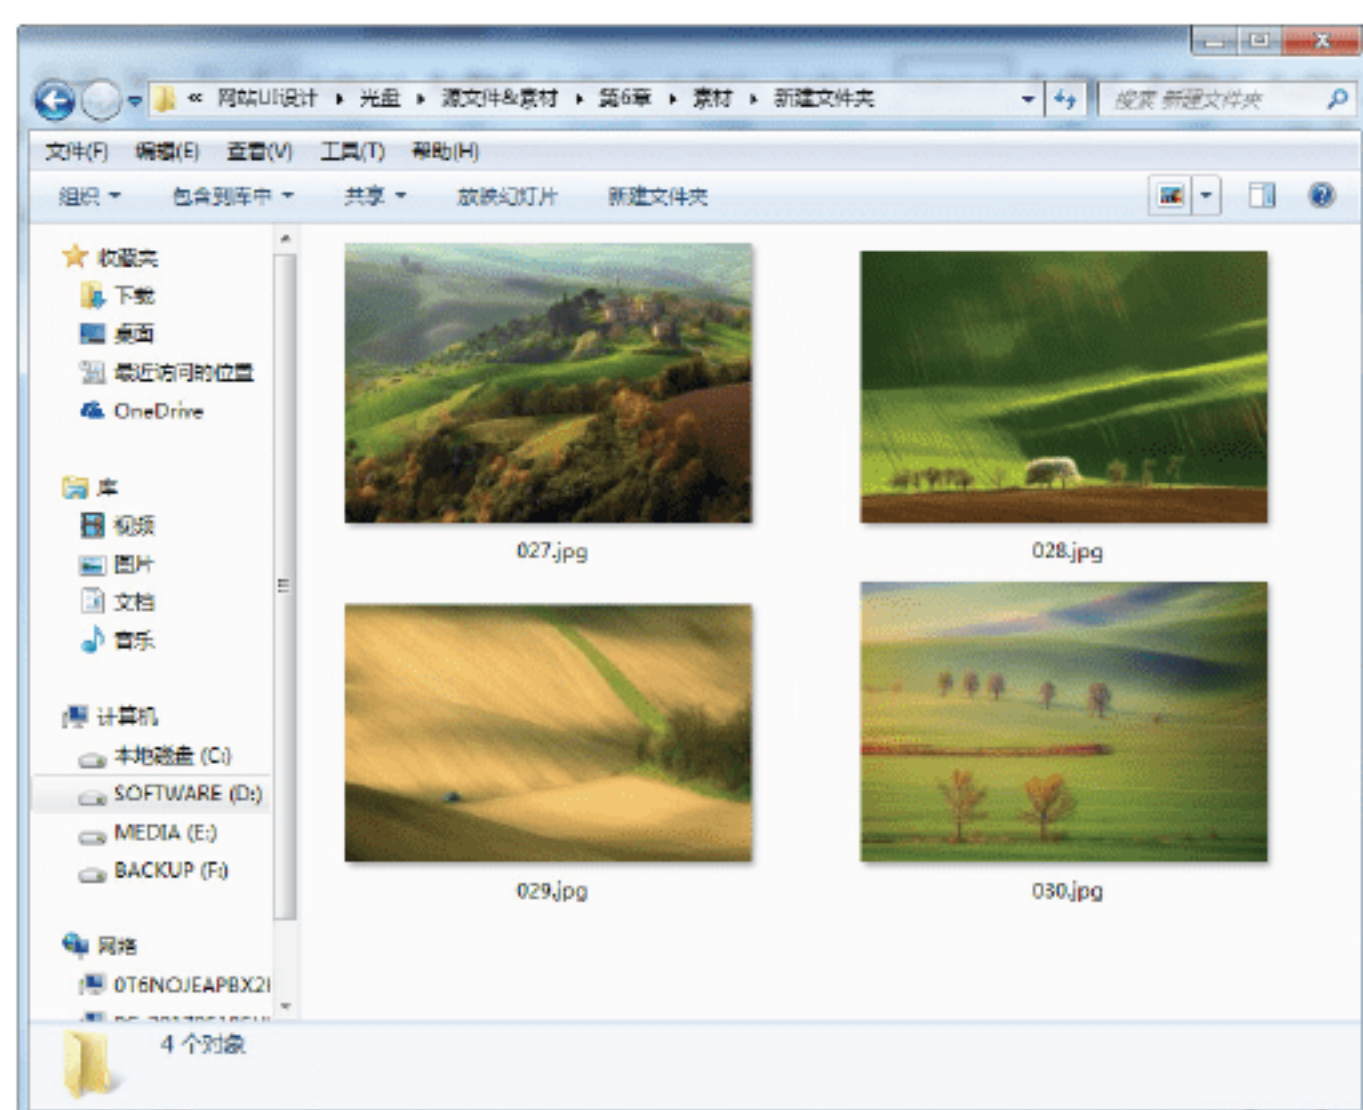 « 网站UI设计 ▸ 光盘 ▸ 源文件&素材 ▸ 第6章 ▸ 素材 ▸ 新建文件夹
搜索 新建文件夹
文件(F) 编辑(E) 查看(V) 工具(T) 帮助(H)
组织 包含到库中 共享 放映幻灯片 新建文件夹
收藏夹
下载
桌面
最近访问的位置
OneDrive
库
视频
图片
文档
音乐
计算机
本地磁盘 (C:)
SOFTWARE (D:)
MEDIA (E:)
BACKUP (F:)
网络
0T6NOJEAPBX2I
027.jpg
028.jpg
029.jpg
030.jpg
4 个对象